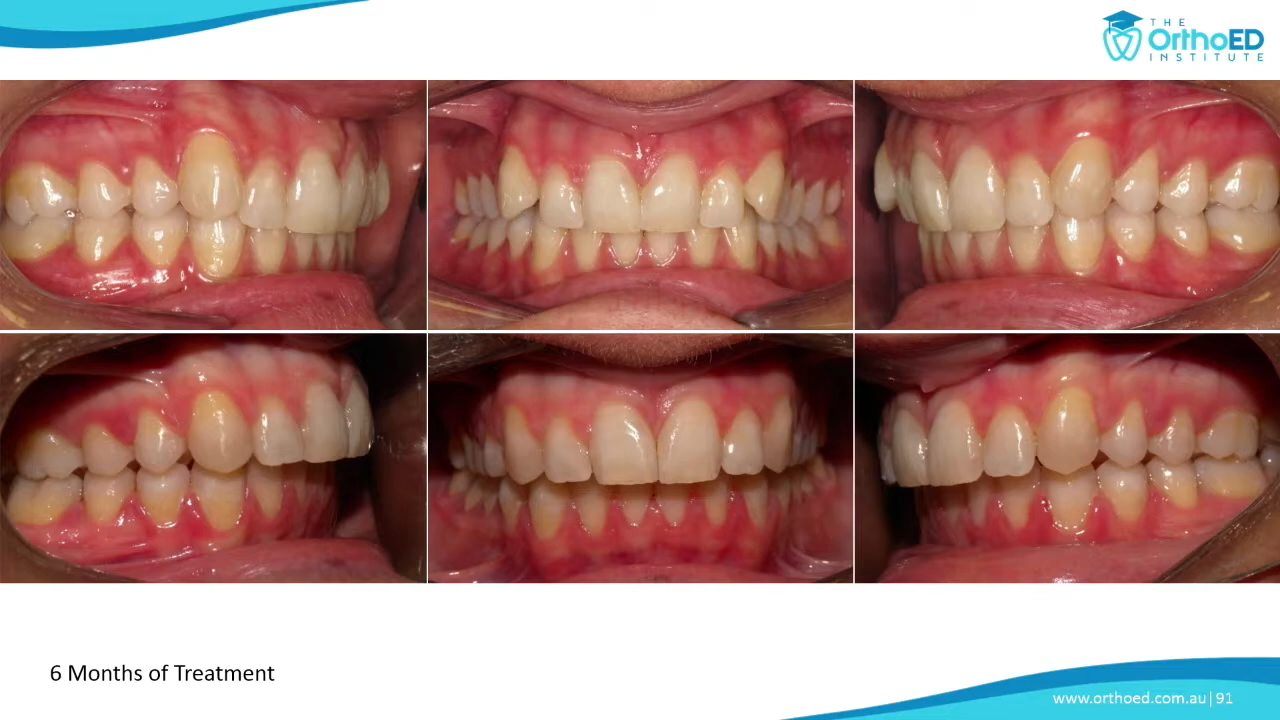 THE
OrthoED
INSTITUTE
6 Months of Treatment
www.orthoed.com.au| 91